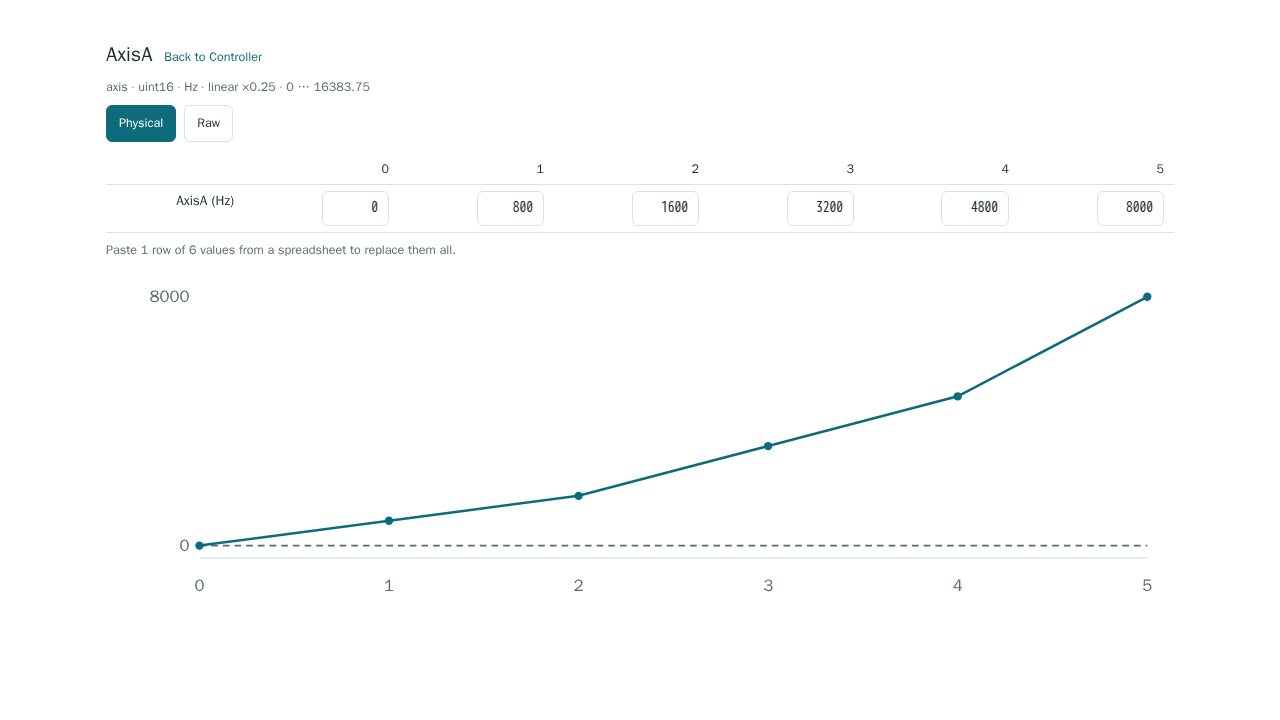 AxisA Back to Controller
axis · uint16 · Hz · linear ×0.25 · 0 ⋯ 16383.75
Physical Raw
0 1 2 3 4 5
AxisA (Hz) 0 800 1600 3200 4800 8000
Paste 1 row of 6 values from a spreadsheet to replace them all.
8000
0
0 1 2 3 4 5